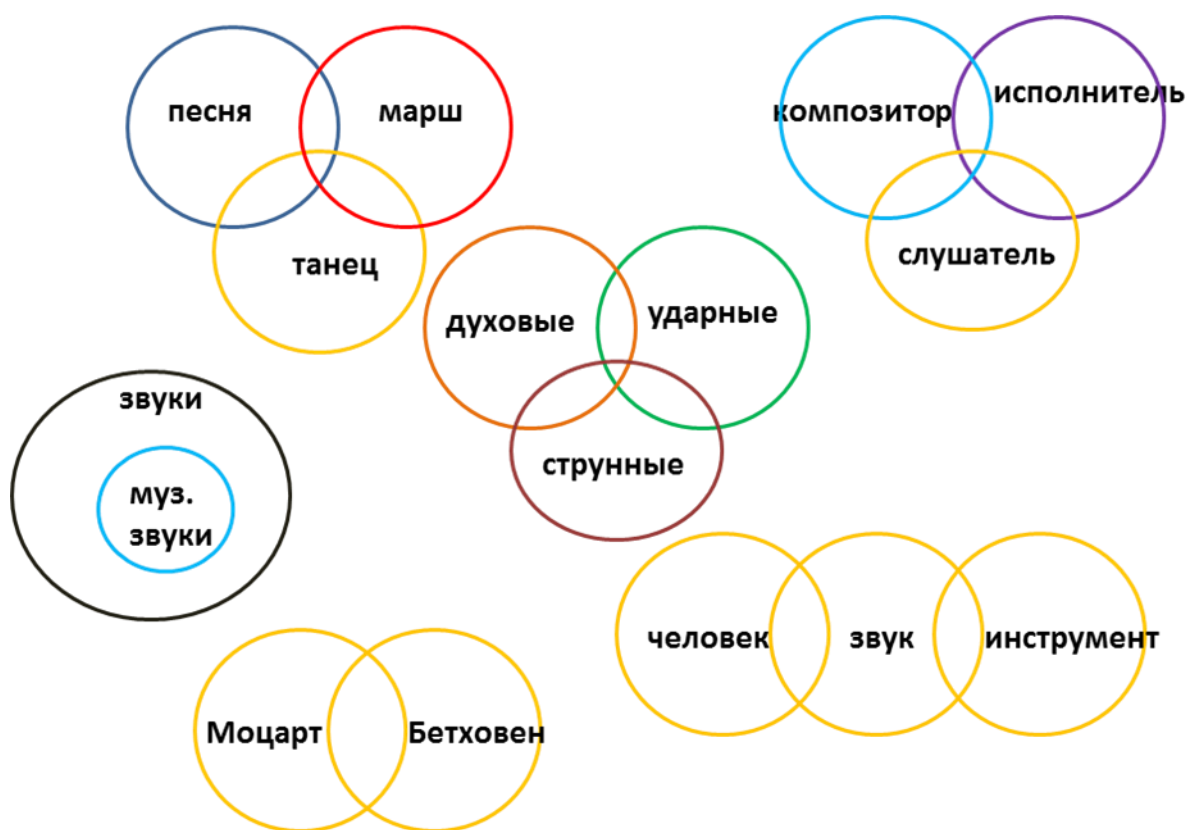 песня
марш
танец
композитор
исполнитель
слушатель
духовые
ударные
струнные
звуки
муз.
звуки
человек
звук
инструмент
Моцарт
Бетховен